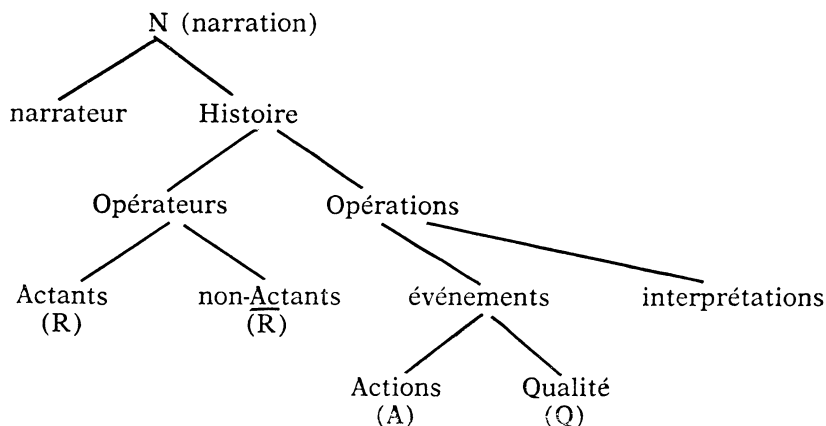 N (narration)
narrateur Histoire
Opérateurs Opérations
Actants non-Actants événements interprétations
(R) (R̅)
Actions Qualité
(A) (Q)